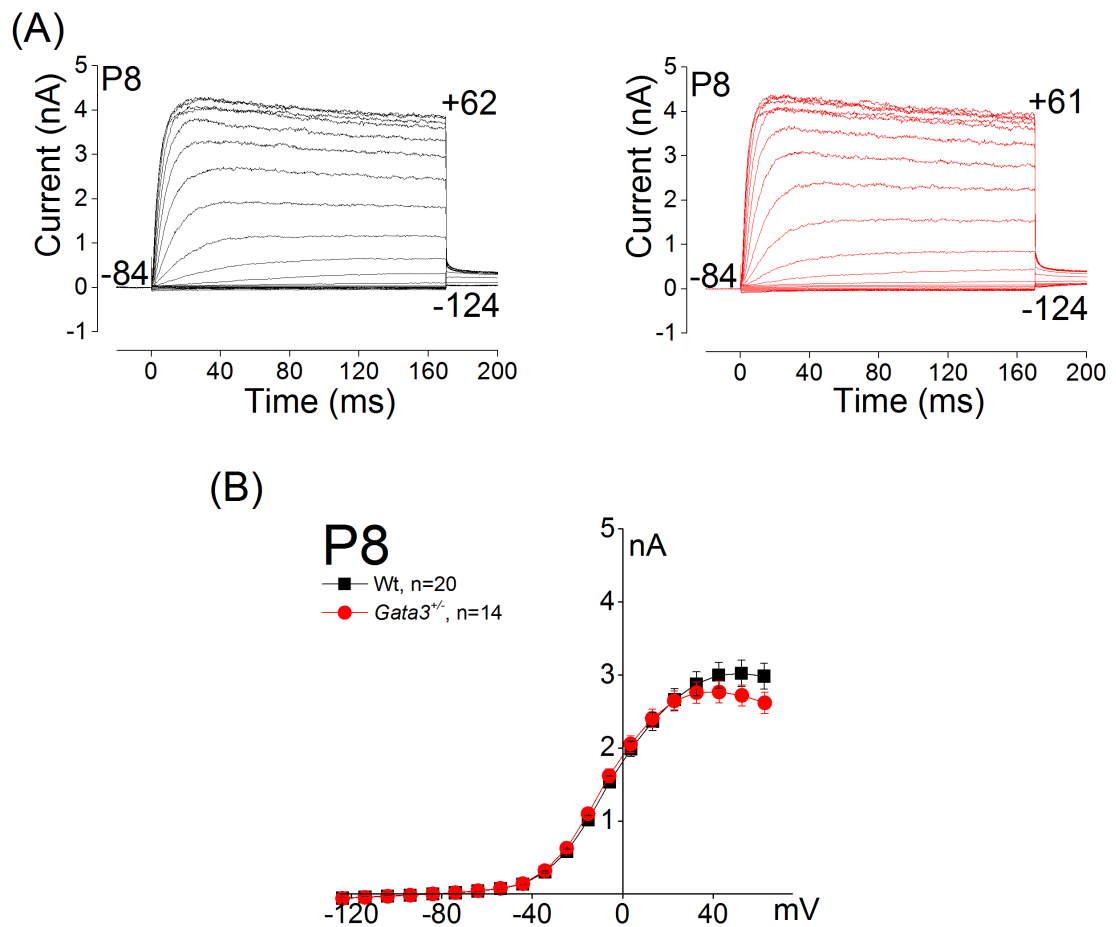 (A)
P8
Current (nA)
5
4
3
2
1
0
-1
+62
-84
-124
0 40 80 120 160 200
Time (ms)
P8
Current (nA)
5
4
3
2
1
0
-1
+61
-84
-124
0 40 80 120 160 200
Time (ms)
(B)
P8
Wt, n=20
Gata3+/-, n=14
nA
5
4
3
2
1
-120 -80 -40 0 40 mV